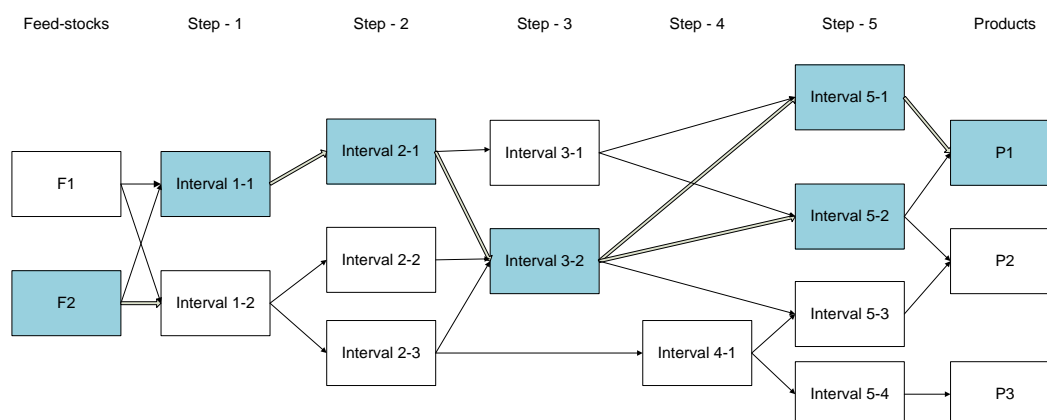 Feed-stocks
Step - 1
Step - 2
Step - 3
Step - 4
Step - 5
Products
F1
F2
Interval 1-1
Interval 1-2
Interval 2-1
Interval 2-2
Interval 2-3
Interval 3-1
Interval 3-2
Interval 4-1
Interval 5-1
Interval 5-2
Interval 5-3
Interval 5-4
P1
P2
P3